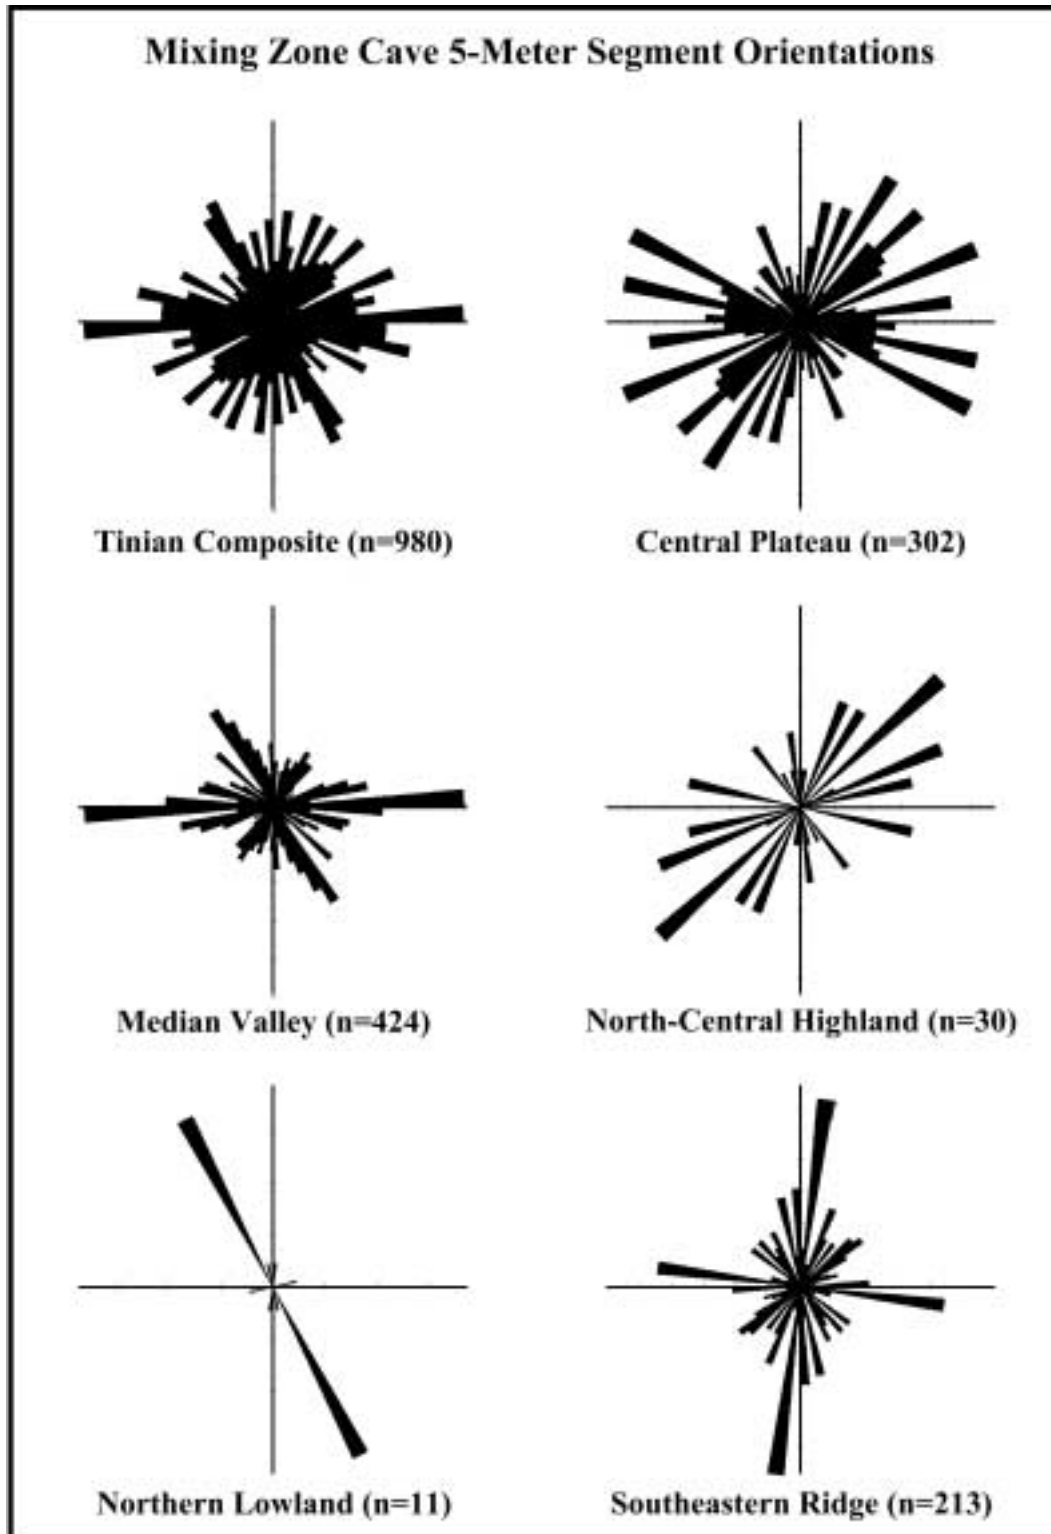 Mixing Zone Cave 5-Meter Segment Orientations
Tinian Composite (n=980)
Central Plateau (n=302)
Median Valley (n=424)
North-Central Highland (n=30)
Northern Lowland (n=11)
Southeastern Ridge (n=213)